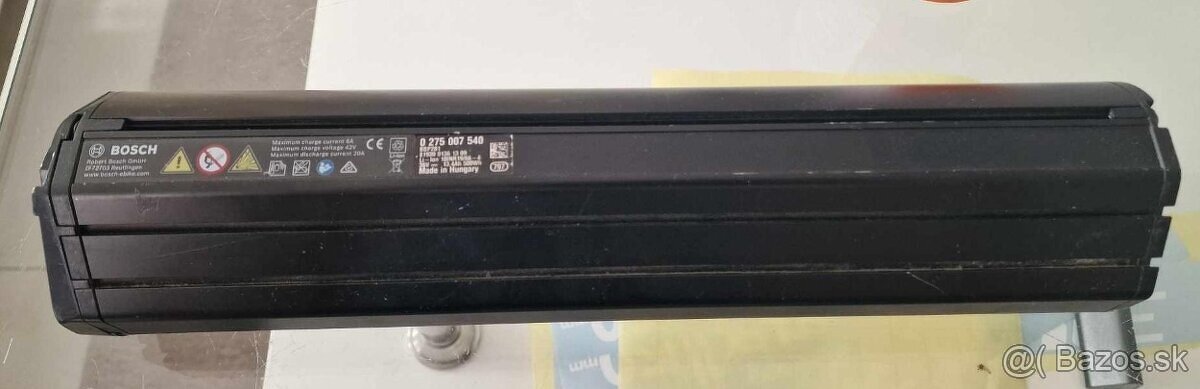 BOSCH
Robert Bosch GmbH
D-72703 Reutlingen
www.bosch-ebike.com
Maximum charge current 6A
Maximum charge voltage 42V
Maximum discharge current 20A
CE
0 275 007 540
Made in Hungary
@( Bazos.sk